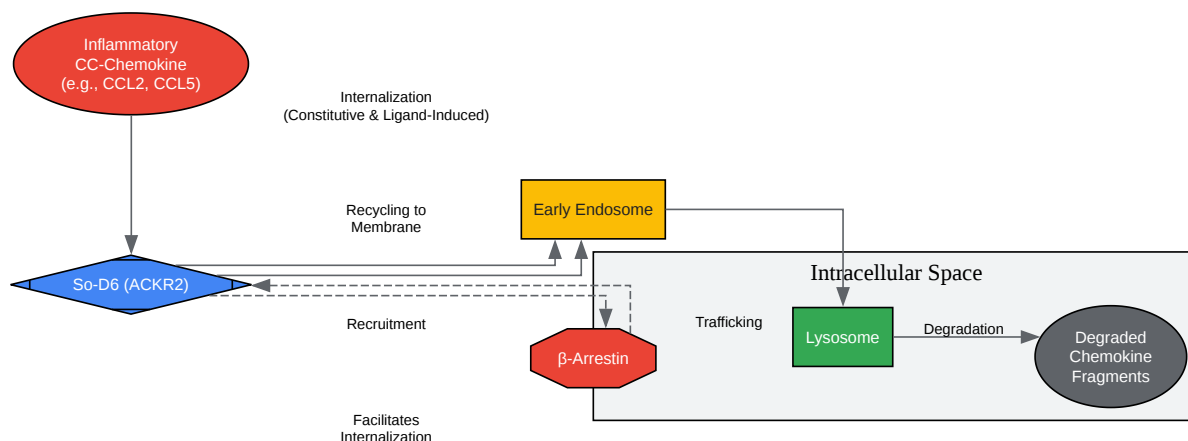 Inflammatory
CC-Chemokine
(e.g., CCL2, CCL5)
Internalization
(Constitutive & Ligand-Induced)
Recycling to
Membrane
Early Endosome
So-D6 (ACKR2)
Intracellular Space
Recruitment
Trafficking
β-Arrestin
Lysosome
Degradation
Degraded
Chemokine
Fragments
Facilitates
Internalization